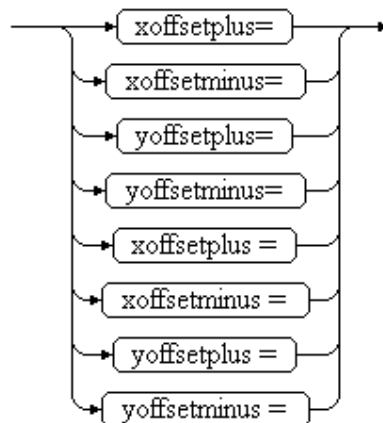 xoffsetplus=
xoffsetminus=
yoffsetplus=
yoffsetminus=
xoffsetplus =
xoffsetminus =
yoffsetplus =
yoffsetminus =